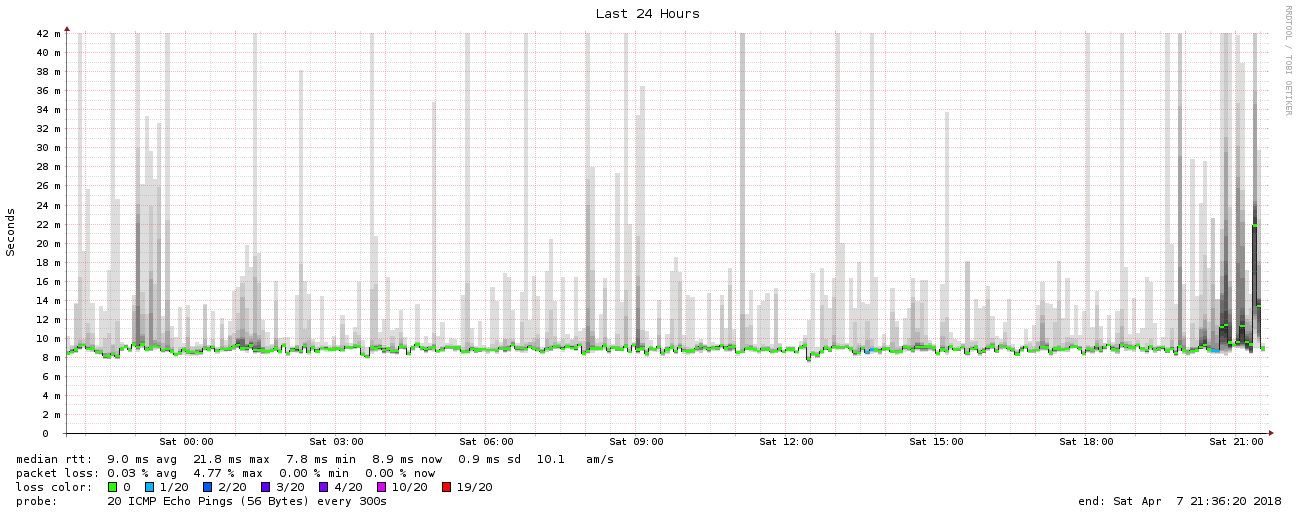 Last 24 Hours
RRDTOOL / TOBI OETIKER
Seconds
42 m
40 m
38 m
36 m
34 m
32 m
30 m
28 m
26 m
24 m
22 m
20 m
18 m
16 m
14 m
12 m
10 m
8 m
6 m
4 m
2 m
0
Sat 00:00 Sat 03:00 Sat 06:00 Sat 09:00 Sat 12:00 Sat 15:00 Sat 18:00 Sat 21:00
median rtt: 9.0 ms avg 21.8 ms max 7.8 ms min 8.9 ms now 0.9 ms sd 10.1 am/s
packet loss: 0.03 % avg 4.77 % max 0.00 % min 0.00 % now
loss color: 0 1/20 2/20 3/20 4/20 10/20 19/20
probe: 20 ICMP Echo Pings (56 Bytes) every 300s end: Sat Apr 7 21:36:20 2018